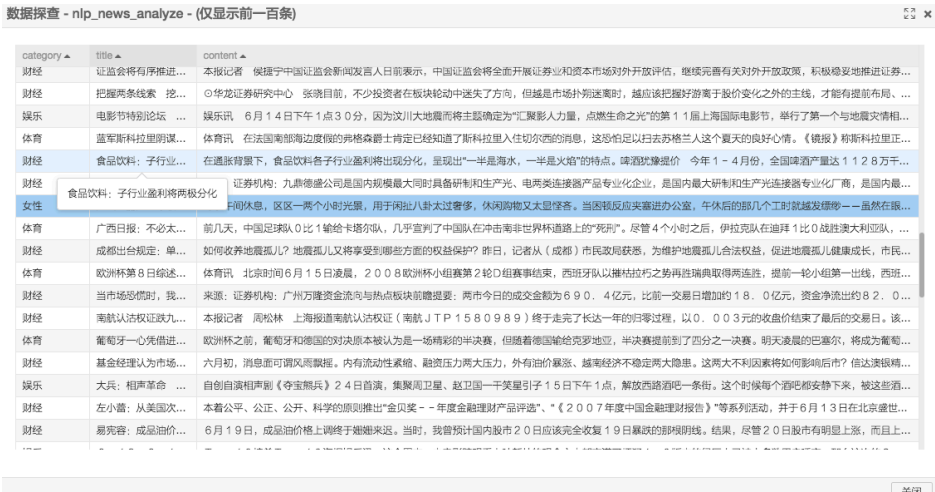 数据探查 - nlp_news_analyze - (仅显示前一百条)
category title content
财经 证监会将有序推进... 本报记者　侯捷宁中国证监会新闻发言人日前表示，中国证监会将全面开展证券业和资本市场对外开放评估，继续完善有关对外开放政策，积极稳妥地推进证券...
财经 把握两条线索　挖... ⊙华龙证券研究中心　张晓目前，不少投资者在板块轮动中迷失了方向，但越是市场扑朔迷离时，越应该把握好游离于股价变化之外的主线，才能有提前布局、...
娱乐 电影节特别论坛　... 娱乐讯　６月１４日下午１点３０分，因为汶川大地震而将主题确定为“汇聚影人力量，点燃生命之光”的第１１届上海国际电影节，举行了第一个与地震灾情相...
体育 蓝军斯科拉里阴谋... 体育讯　在法国南部海边度假的弗格森爵士肯定已经知道了斯科拉里入住切尔西的消息，这恐怕足以扫去苏格兰人这个夏天的良好心情。《镜报》称斯科拉里正...
财经 食品饮料：子行业... 在通胀背景下，食品饮料各子行业盈利将出现分化，呈现出“一半是海水，一半是火焰”的特点。啤酒犹豫提价　今年１－４月份，全国啤酒产量达１１２８万千...
财经 证券机构：九鼎德盛公司是国内规模最大同时具备研制和生产光、电两类连接器产品专业化企业，是国内最大研制和生产光连接器专业化厂商，是国内最...
食品饮料：子行业盈利将两极分化
女性 午间休息，区区一两个小时光景，用于闲扯八卦太过奢侈，休闲购物又太显悭吝。当困顿反应夹塞进办公室，午休后的那几个工时就越发缥缈－－虽然在眼...
体育 广西日报：不必太... 前几天，中国足球队０比１输给卡塔尔队，几乎宣判了中国队在冲击南非世界杯道路上的“死刑”。尽管４个小时之后，伊拉克队在迪拜１比０战胜澳大利亚队，...
财经 成都出台规定：单... 如何收养地震孤儿？地震孤儿又将享受到哪些方面的权益保护？昨日，记者从（成都）市民政局获悉，为维护地震孤儿合法权益，促进地震孤儿健康成长，市民...
体育 欧洲杯第８日综述... 体育讯　北京时间６月１５日凌晨，２００８欧洲杯小组赛第２轮Ｄ组赛事结束，西班牙队以摧枯拉朽之势再胜瑞典取得两连胜，提前一轮小组第一出线，西班...
财经 当市场恐慌时，我... 来源：证券机构：广州万隆资金流向与热点板块前瞻提要：两市今日的成交金额为６９０．４亿元，比前一交易日增加约１８．０亿元，资金净流出约８２．０...
财经 南航认沽权证跌九... 本报记者　周松林　上海报道南航认沽权证（南航ＪＴＰ１５８０９８９）终于走完了长达一年的归零过程，以０．００３元的收盘价结束了最后的交易日。该...
体育 葡萄牙一心凭借进... 欧洲杯之前，葡萄牙和德国的对决原本被认为是一场精彩的半决赛，但随着德国输给克罗地亚，半决赛提前到了四分之一决赛。明天凌晨的巴塞尔，将成为葡萄...
财经 基金经理认为市场... 六月初，消息面可谓风雨飘摇。内有流动性紧缩、融资压力两大压力，外有油价暴涨、越南经济不稳定两大隐患。这两大不利因素将如何影响后市？信达澳银精...
娱乐 大兵：相声革命　... 自创自演相声剧《夺宝熊兵》２４日首演，集聚周卫星、赵卫国一干笑星引子１５日下午１点，解放西路酒吧一条街。这个时候每个酒吧都安静下来，被这些酒...
财经 左小蕾：从美国次... 本着公平、公正、公开、科学的原则推出“金贝奖－－年度金融理财产品评选”、“《２００７年度中国金融理财报告》”等系列活动，并于６月１３日在北京盛世...
财经 易宪容：成品油价... ６月１９日，成品油价格上调终于姗姗来迟。当时，我曾预计国内股市２０日应该完全收复１９日暴跌的那根阴线。结果，尽管２０日股市有明显上涨，而且上...
关闭